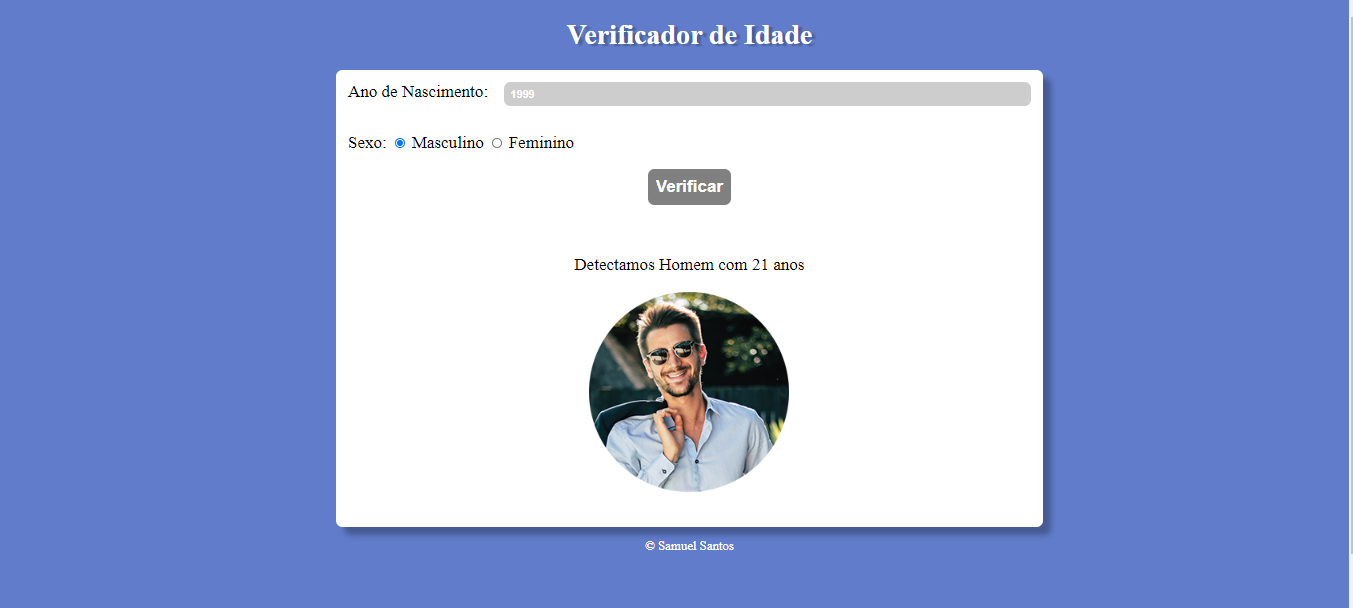 Verificador de Idade
Ano de Nascimento: 1999
Sexo: Masculino Feminino
Verificar
Detectamos Homem com 21 anos
© Samuel Santos